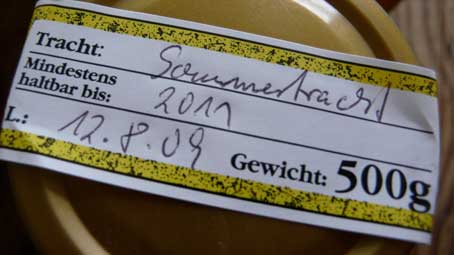 Tracht: Sommertracht
Mindestens
haltbar bis: 2011
L.: 12.8.09 Gewicht: 500g